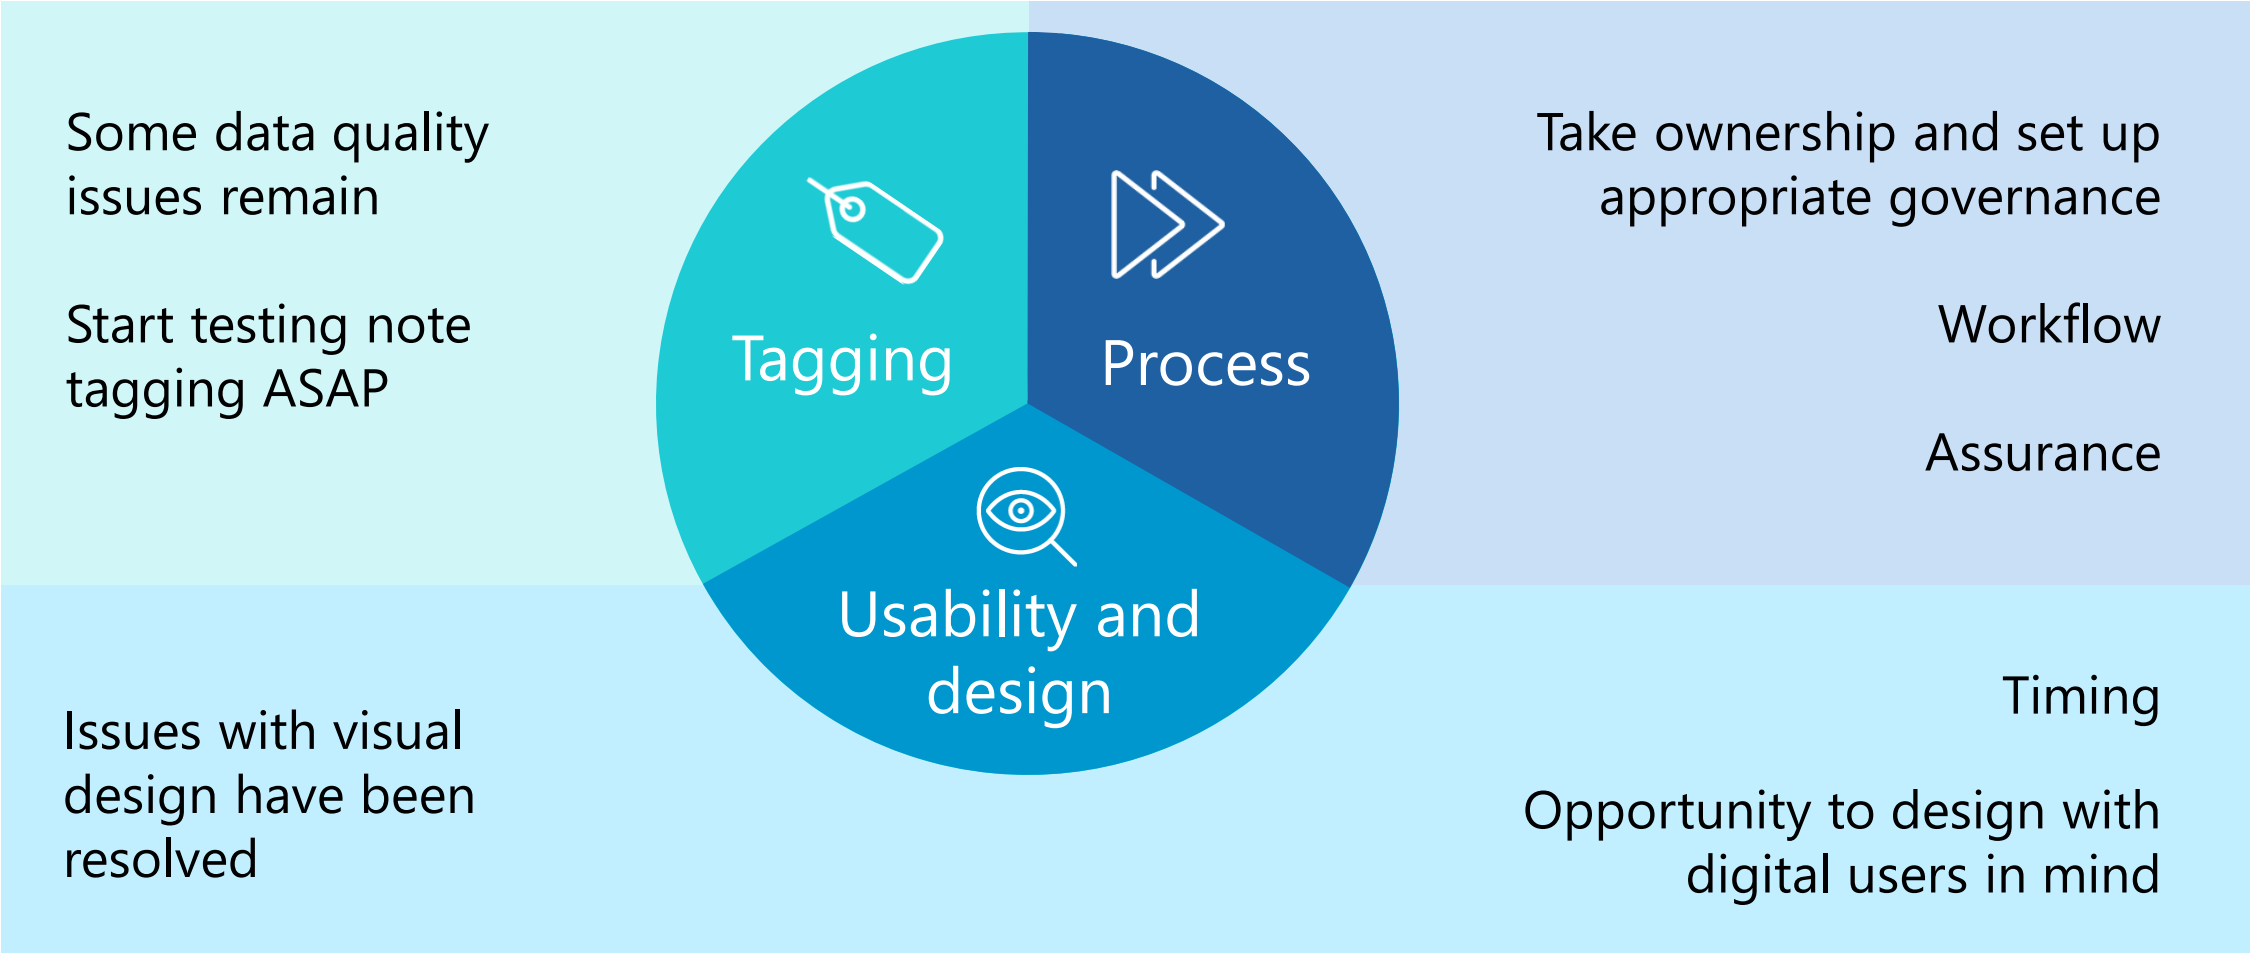 Some data quality
issues remain
Start testing note
tagging ASAP
Tagging
Process
Take ownership and set up
appropriate governance
Workflow
Assurance
Usability and
design
Issues with visual
design have been
resolved
Timing
Opportunity to design with
digital users in mind